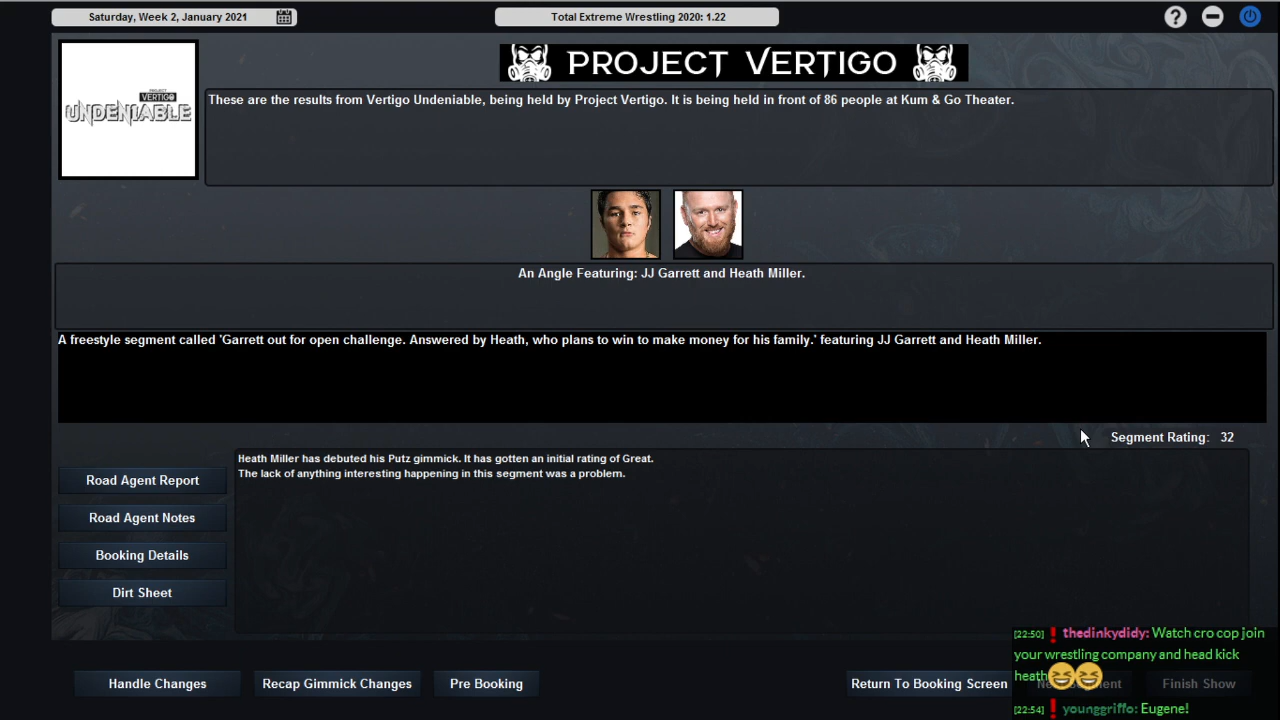 Saturday, Week 2, January 2021
Total Extreme Wrestling 2020: 1.22
?
PROJECT VERTIGO
PROJECT
VERTIGO
UNDENIABLE
These are the results from Vertigo Undeniable, being held by Project Vertigo. It is being held in front of 86 people at Kum & Go Theater.
An Angle Featuring: JJ Garrett and Heath Miller.
A freestyle segment called 'Garrett out for open challenge. Answered by Heath, who plans to win to make money for his family.' featuring JJ Garrett and Heath Miller.
Segment Rating: 32
Heath Miller has debuted his Putz gimmick. It has gotten an initial rating of Great.
The lack of anything interesting happening in this segment was a problem.
Road Agent Report
Road Agent Notes
Booking Details
Dirt Sheet
[22:50] thedinkydidy: Watch cro cop join
your wrestling company and head kick
heath
[22:54] younggriffo: Eugene!
Handle Changes
Recap Gimmick Changes
Pre Booking
Return To Booking Screen
Finish Show